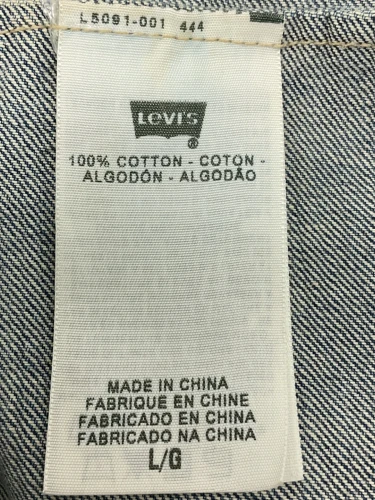 L5091-001 444
LEVI'S
®
100% COTTON - COTON -
ALGODÓN - ALGODÃO
MADE IN CHINA
FABRIQUE EN CHINE
FABRICADO EN CHINA
FABRICADO NA CHINA
L/G